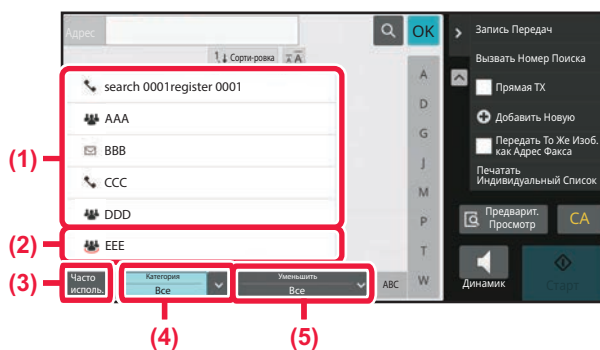 Адрес
OK
Сорти-ровка
search 0001register 0001
AAA
BBB
CCC
DDD
EEE
A
D
G
J
M
P
T
W
ABC
Часто
исполь.
Категория
Все
Уменьшить
Все
Запись Передач
Вызвать Номер Поиска
Прямая TX
Добавить Новую
Передать То Же Изоб.
как Адрес Факса
Печатать
Индивидуальный Список
Предварит.
Просмотр
CA
Динамик
Старт
(1)
(2)
(3)
(4)
(5)